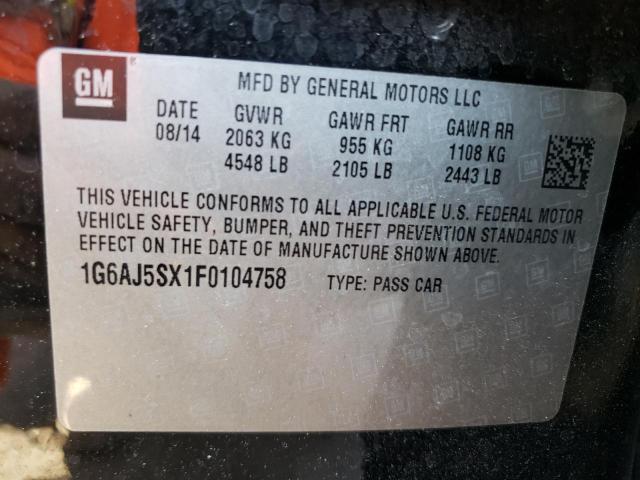 GM
MFD BY GENERAL MOTORS LLC
DATE GVWR GAWR FRT GAWR RR
08/14 2063 KG 955 KG 1108 KG
4548 LB 2105 LB 2443 LB
THIS VEHICLE CONFORMS TO ALL APPLICABLE U.S. FEDERAL MOTOR
VEHICLE SAFETY, BUMPER, AND THEFT PREVENTION STANDARDS IN
EFFECT ON THE DATE OF MANUFACTURE SHOWN ABOVE.
1G6AJ5SX1F0104758 TYPE: PASS CAR